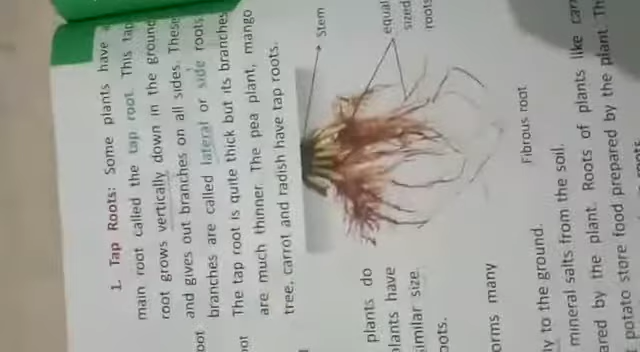 1. Tap Roots: Some plants have a
main root called the tap root. This tap
root grows vertically down in the ground
and gives out branches on all sides. These
branches are called lateral or side roots.
The tap root is quite thick but its branches
are much thinner. The pea plant, mango
tree, carrot and radish have tap roots.
Stem
equal
sized
roots
Fibrous root
plants do
plants have
similar size
roots.
forms many
to the ground.
mineral salts from the soil.
by the plant. Roots of plants like
potato store food prepared by the plant.